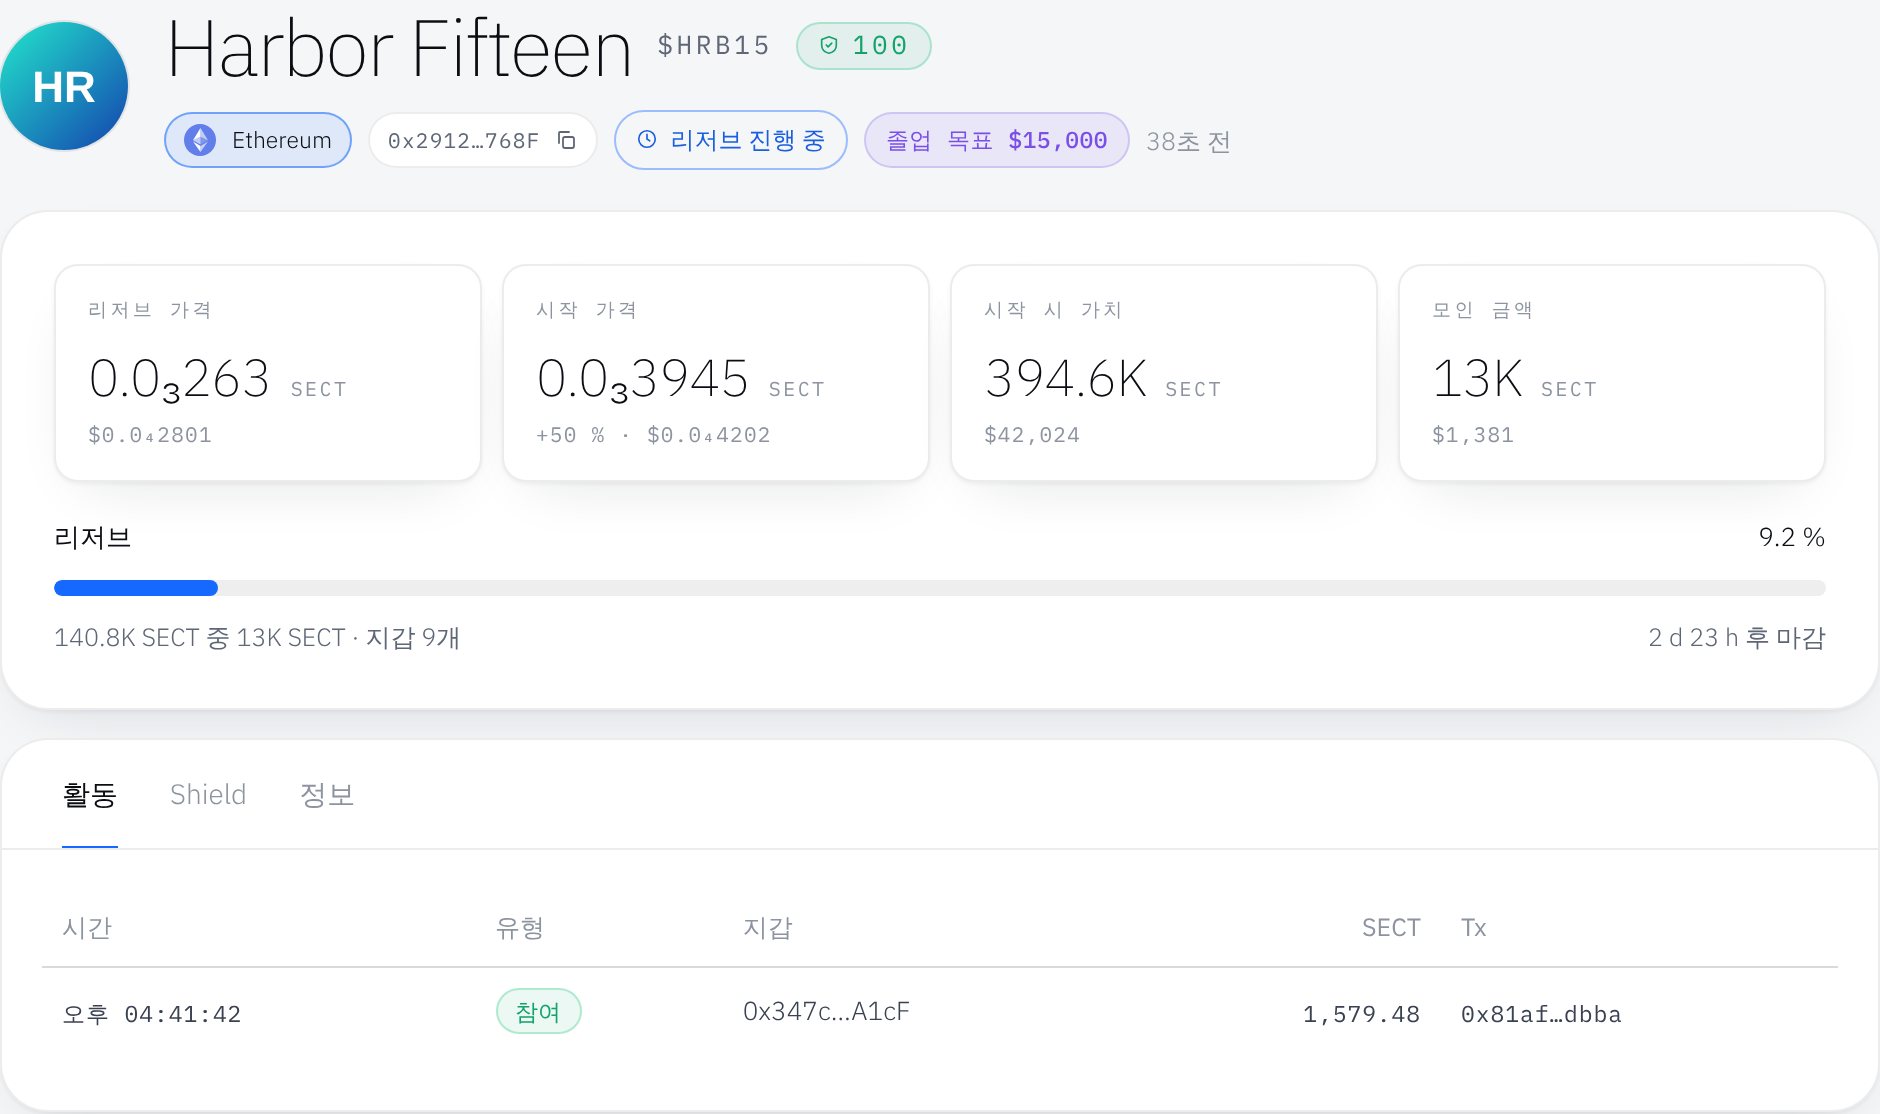 HR
Harbor Fifteen $HRB15 100
Ethereum 0x2912…768F 리저브 진행 중 졸업 목표 $15,000 38초 전
리저브 가격
0.0₃263 SECT
$0.0₄2801
시작 가격
0.0₃3945 SECT
+50 % · $0.0₄4202
시작 시 가치
394.6K SECT
$42,024
모인 금액
13K SECT
$1,381
리저브 9.2 %
140.8K SECT 중 13K SECT · 지갑 9개 2 d 23 h 후 마감
활동 Shield 정보
시간 유형 지갑 SECT Tx
오후 04:41:42 참여 0x347c…A1cF 1,579.48 0x81af…dbba